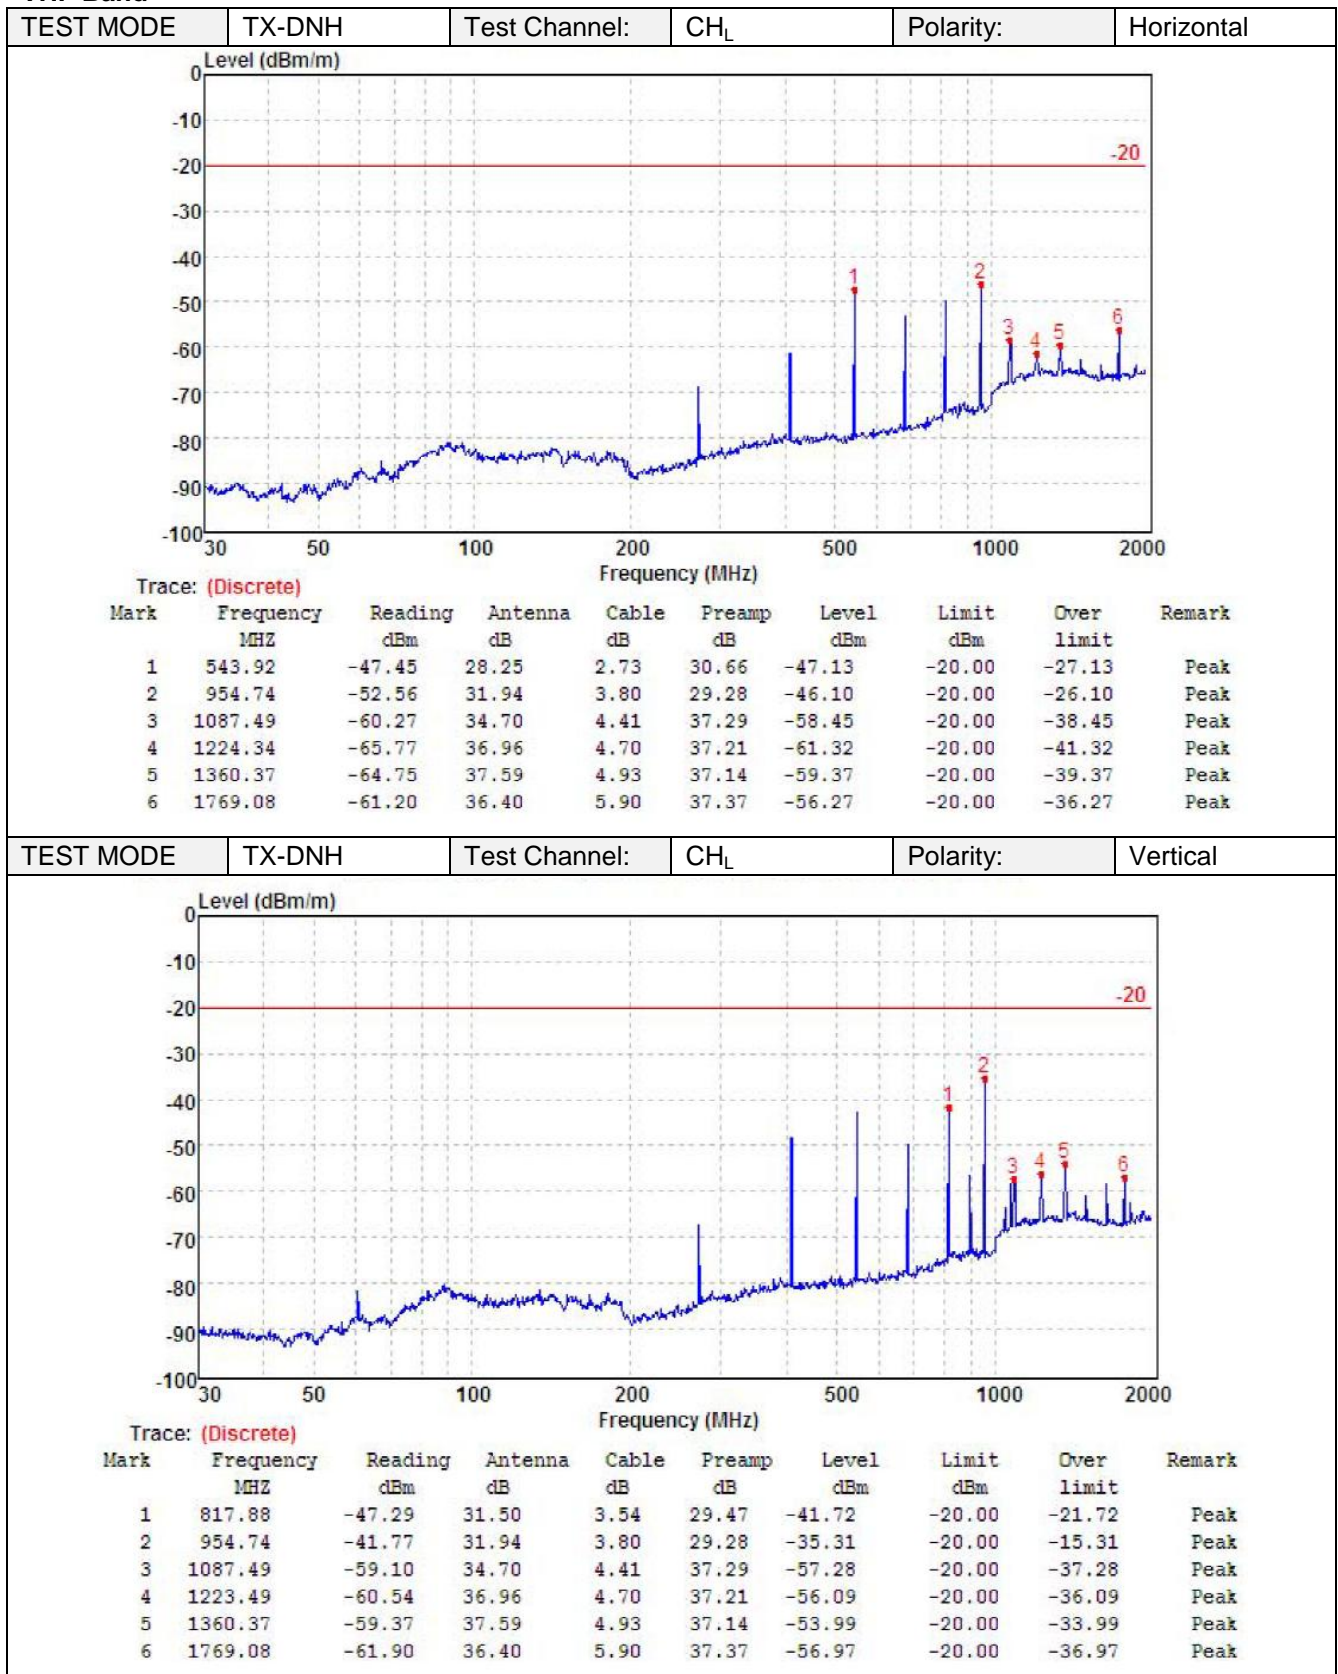 TEST MODE TX-DNH Test Channel: CHL Polarity: Horizontal
Level (dBm/m)
0
-10
-20
-20
-30
-40
1
2
-50
3
4
5
6
-60
-70
-80
-90
-100
30 50 100 200 500 1000 2000
Frequency (MHz)
Trace: (Discrete)
Mark Frequency Reading Antenna Cable Preamp Level Limit Over Remark
MHZ dBm dB dB dB dBm dBm limit
1 543.92 -47.45 28.25 2.73 30.66 -47.13 -20.00 -27.13 Peak
2 954.74 -52.56 31.94 3.80 29.28 -46.10 -20.00 -26.10 Peak
3 1087.49 -60.27 34.70 4.41 37.29 -58.45 -20.00 -38.45 Peak
4 1224.34 -65.77 36.96 4.70 37.21 -61.32 -20.00 -41.32 Peak
5 1360.37 -64.75 37.59 4.93 37.14 -59.37 -20.00 -39.37 Peak
6 1769.08 -61.20 36.40 5.90 37.37 -56.27 -20.00 -36.27 Peak
TEST MODE TX-DNH Test Channel: CHL Polarity: Vertical
Level (dBm/m)
0
-10
-20
-20
-30
2
-40
1
-50
3
4
5
6
-60
-70
-80
-90
-100
30 50 100 200 500 1000 2000
Frequency (MHz)
Trace: (Discrete)
Mark Frequency Reading Antenna Cable Preamp Level Limit Over Remark
MHZ dBm dB dB dB dBm dBm limit
1 817.88 -47.29 31.50 3.54 29.47 -41.72 -20.00 -21.72 Peak
2 954.74 -41.77 31.94 3.80 29.28 -35.31 -20.00 -15.31 Peak
3 1087.49 -59.10 34.70 4.41 37.29 -57.28 -20.00 -37.28 Peak
4 1223.49 -60.54 36.96 4.70 37.21 -56.09 -20.00 -36.09 Peak
5 1360.37 -59.37 37.59 4.93 37.14 -53.99 -20.00 -33.99 Peak
6 1769.08 -61.90 36.40 5.90 37.37 -56.97 -20.00 -36.97 Peak